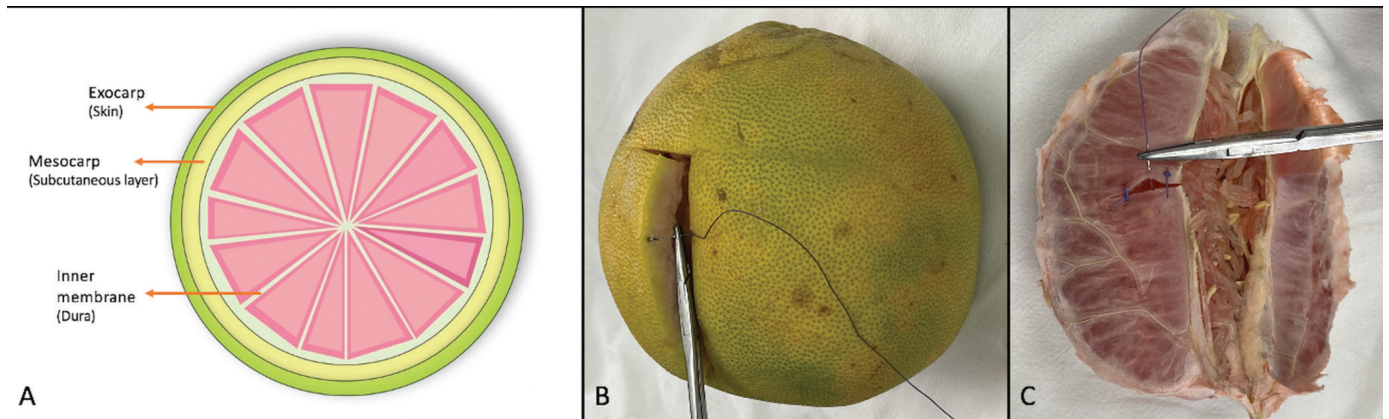 Exocarp
(Skin)
Mesocarp
(Subcutaneous layer)
Inner
membrane
(Dura)
A
B
C